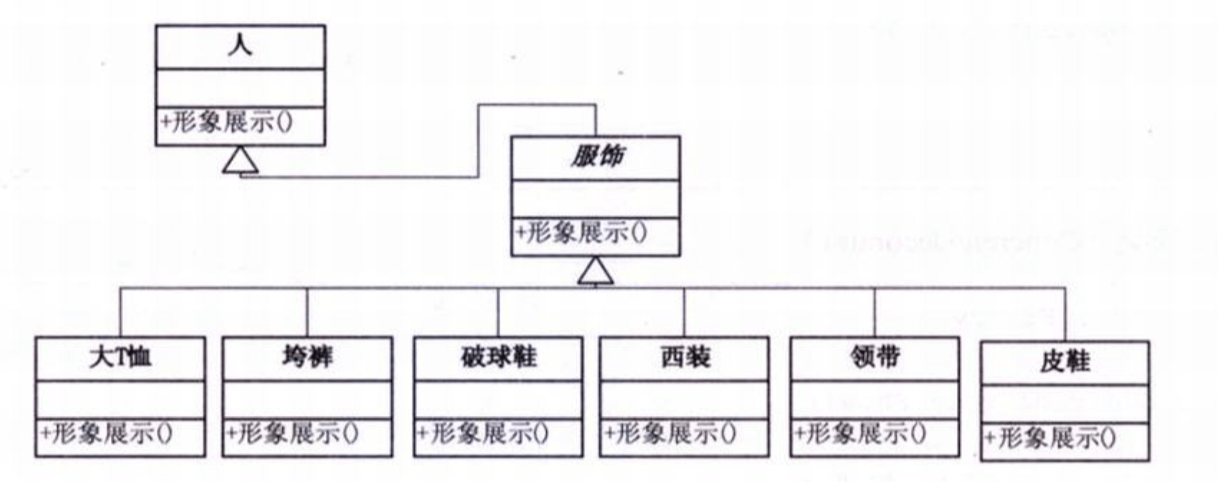 人
+形象展示()
服饰
+形象展示()
大T恤
垮裤
破球鞋
西装
领带
皮鞋
+形象展示()
+形象展示()
+形象展示()
+形象展示()
+形象展示()
+形象展示()